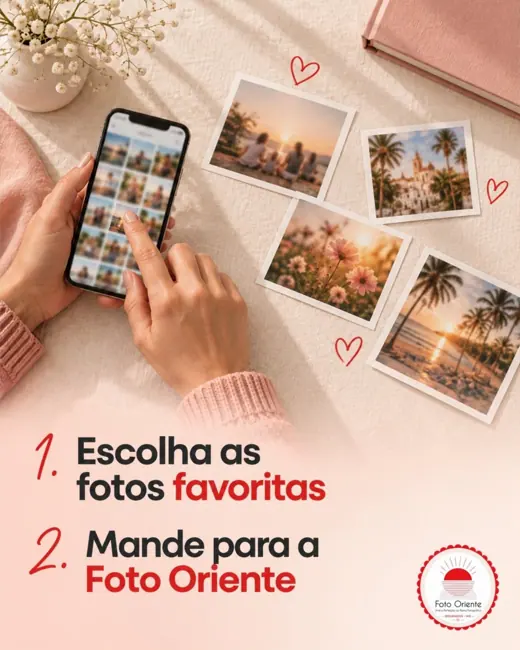 1. Escolha as
fotos favoritas
2. Mande para a
Foto Oriente
Foto Oriente